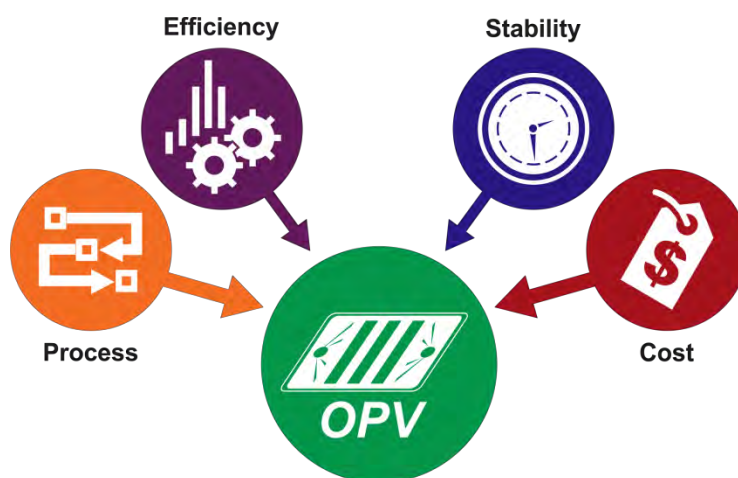 Efficiency
Stability
Process
Cost
$
OPV